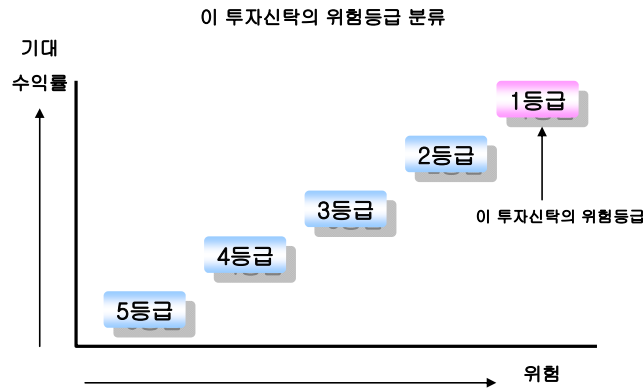 이 투자신탁의 위험등급 분류
기대
수익률
1등급
2등급
3등급
이 투자신탁의 위험등급
4등급
5등급
위험